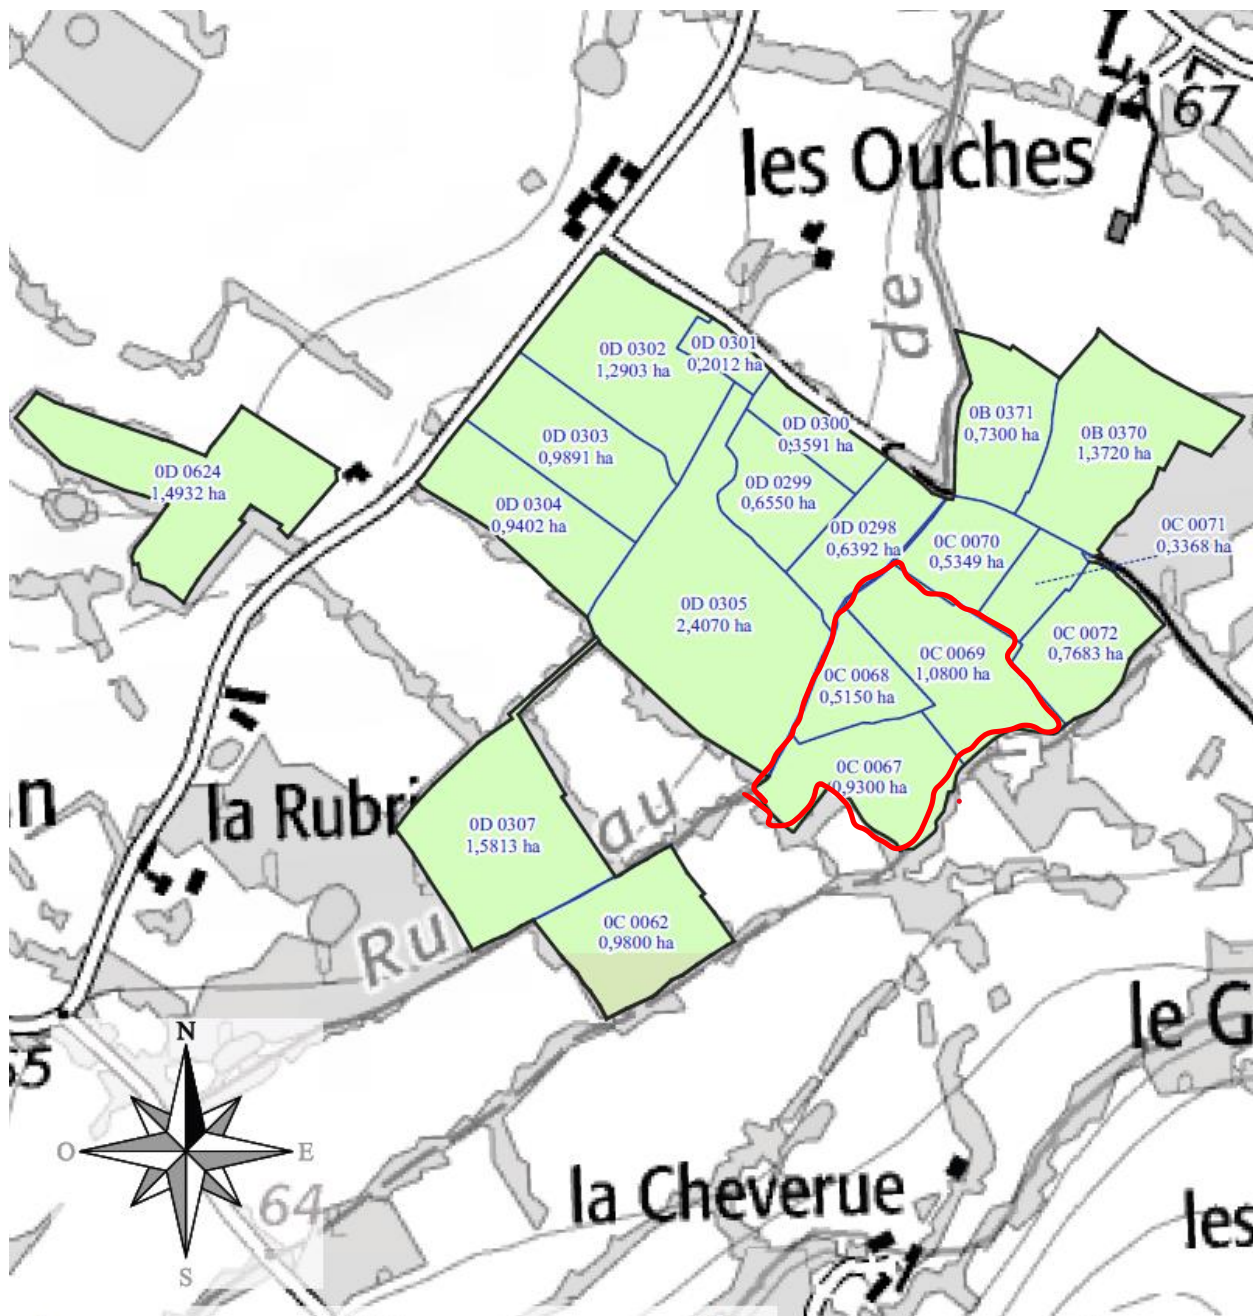 67
les Ouches
de
0D 0302
1,2903 ha
0D 0301
0,2012 ha
0D 0303
0,9891 ha
0D 0300
0,3591 ha
0B 0371
0,7300 ha
0B 0370
1,3720 ha
0D 0624
1,4932 ha
0D 0304
0,9402 ha
0D 0299
0,6550 ha
0D 0298
0,6392 ha
0C 0070
0,5349 ha
0C 0071
0,3368 ha
0D 0305
2,4070 ha
0C 0072
0,7683 ha
0C 0069
1,0800 ha
0C 0068
0,5150 ha
0C 0067
0,9300 ha
n
la Rubri
au
0D 0307
1,5813 ha
Ru
0C 0062
0,9800 ha
le G
65
N
O
E
S
64
la Cheverue
les